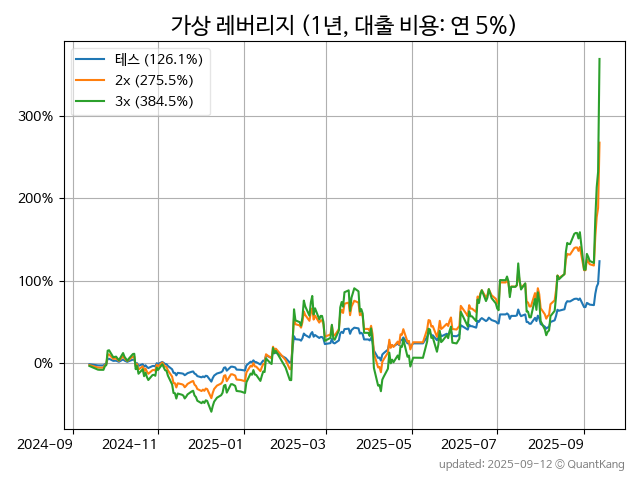 가상 레버리지 (1년, 대출 비용: 연 5%)
테스 (126.1%)
2x (275.5%)
3x (384.5%)
300%
200%
100%
0%
2024-09 2024-11 2025-01 2025-03 2025-05 2025-07 2025-09
updated: 2025-09-12 © QuantKang